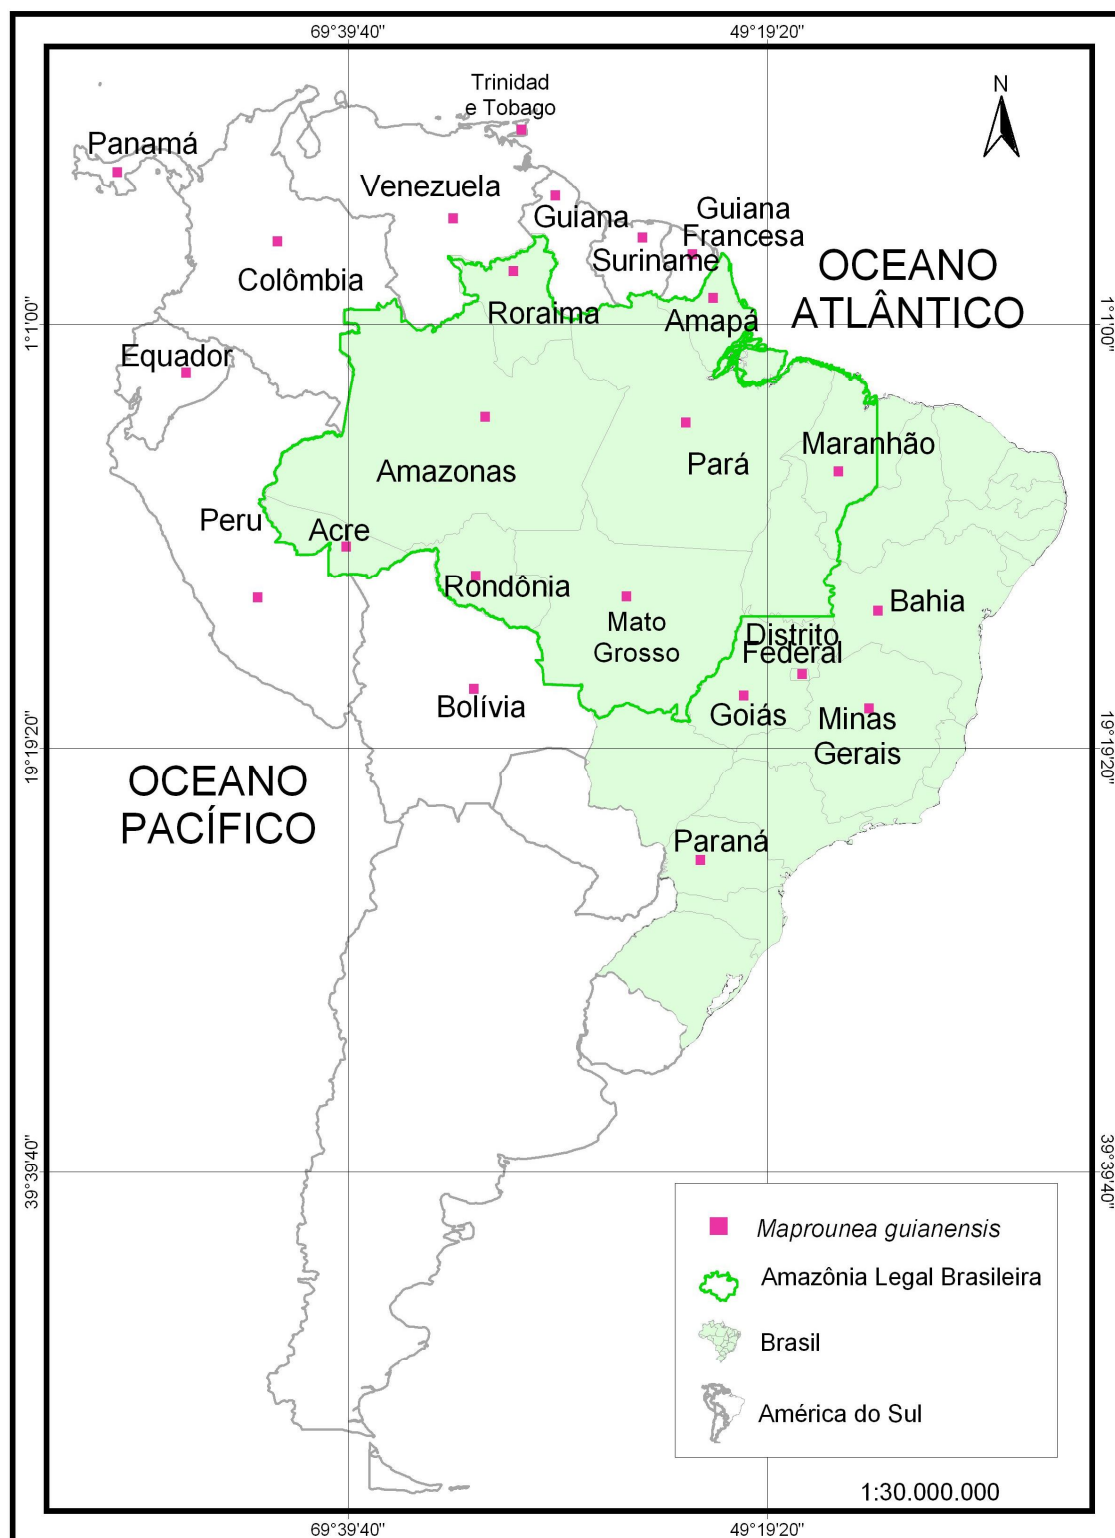 69°39'40" 49°19'20"
N
Trinidad
e Tobago
Panamá
Venezuela
Guiana
Guiana
Francesa
Suriname
Colômbia
OCEANO
ATLÂNTICO
Roraima
Amapá
1°1'00" 1°1'00"
Equador
Maranhão
Amazonas
Pará
Peru
Acre
Rondônia
Bahia
Mato
Grosso
Distrito
Federal
Bolívia
Goiás
Minas
Gerais
19°19'20" 19°19'20"
OCEANO
PACÍFICO
Paraná
39°39'40" 39°39'40"
Maprounea guianensis
Amazônia Legal Brasileira
Brasil
América do Sul
1:30.000.000
69°39'40" 49°19'20"